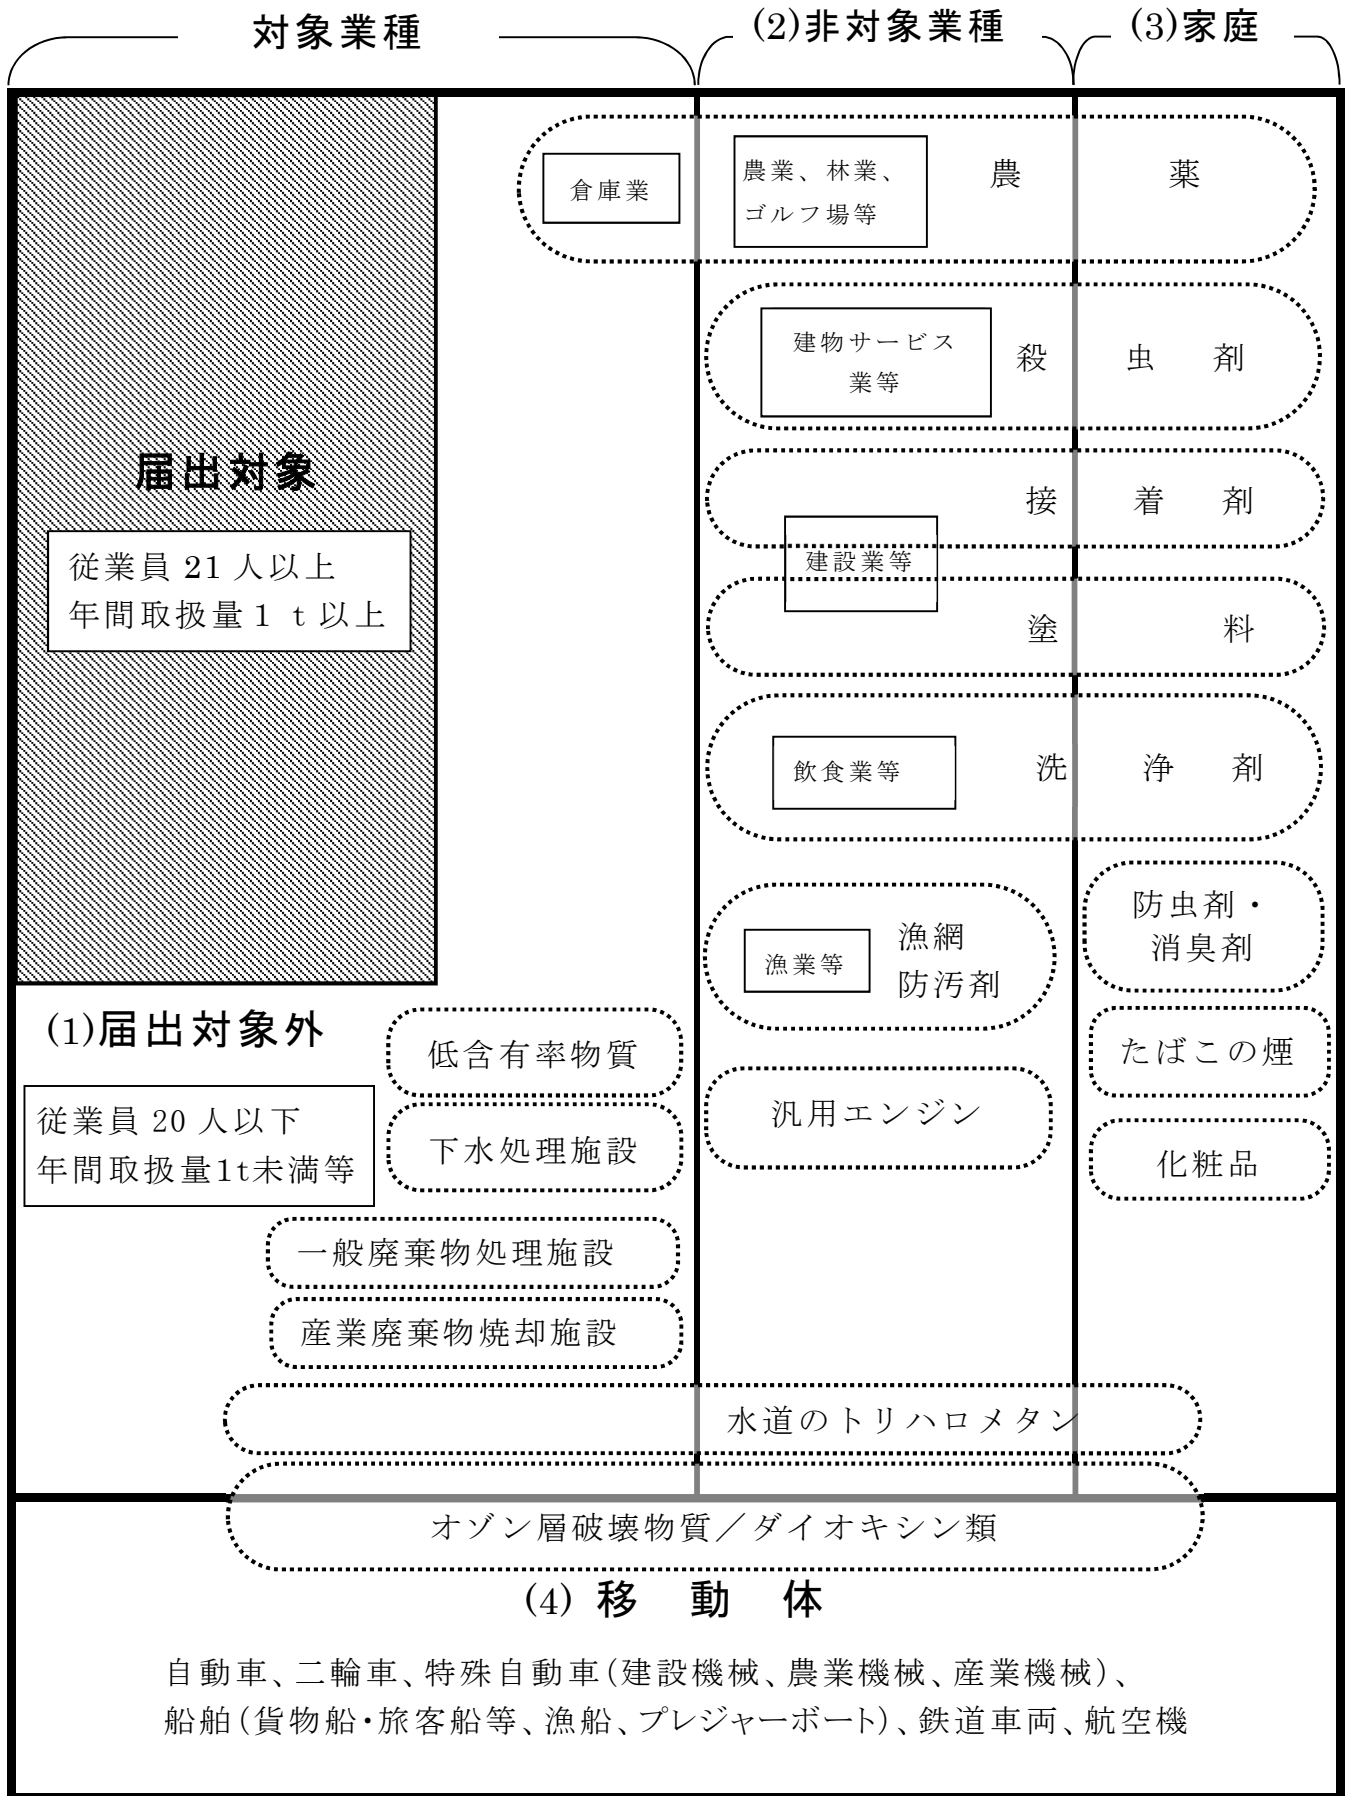 対象業種
(2)非対象業種
(3)家庭
倉庫業
農業、林業、
ゴルフ場等
農薬
建物サービス
業等
殺虫剤
届出対象
従業員 21 人以上
年間取扱量 1 t 以上
接着剤
建設業等
塗料
飲食業等
洗浄剤
漁業等
漁網
防汚剤
防虫剤・
消臭剤
(1)届出対象外
従業員 20 人以下
年間取扱量1t未満等
低含有率物質
下水処理施設
汎用エンジン
たばこの煙
化粧品
一般廃棄物処理施設
産業廃棄物焼却施設
水道のトリハロメタン
オゾン層破壊物質／ダイオキシン類
(4) 移動体
自動車、二輪車、特殊自動車(建設機械、農業機械、産業機械)、
船舶(貨物船・旅客船等、漁船、プレジャーボート)、鉄道車両、航空機